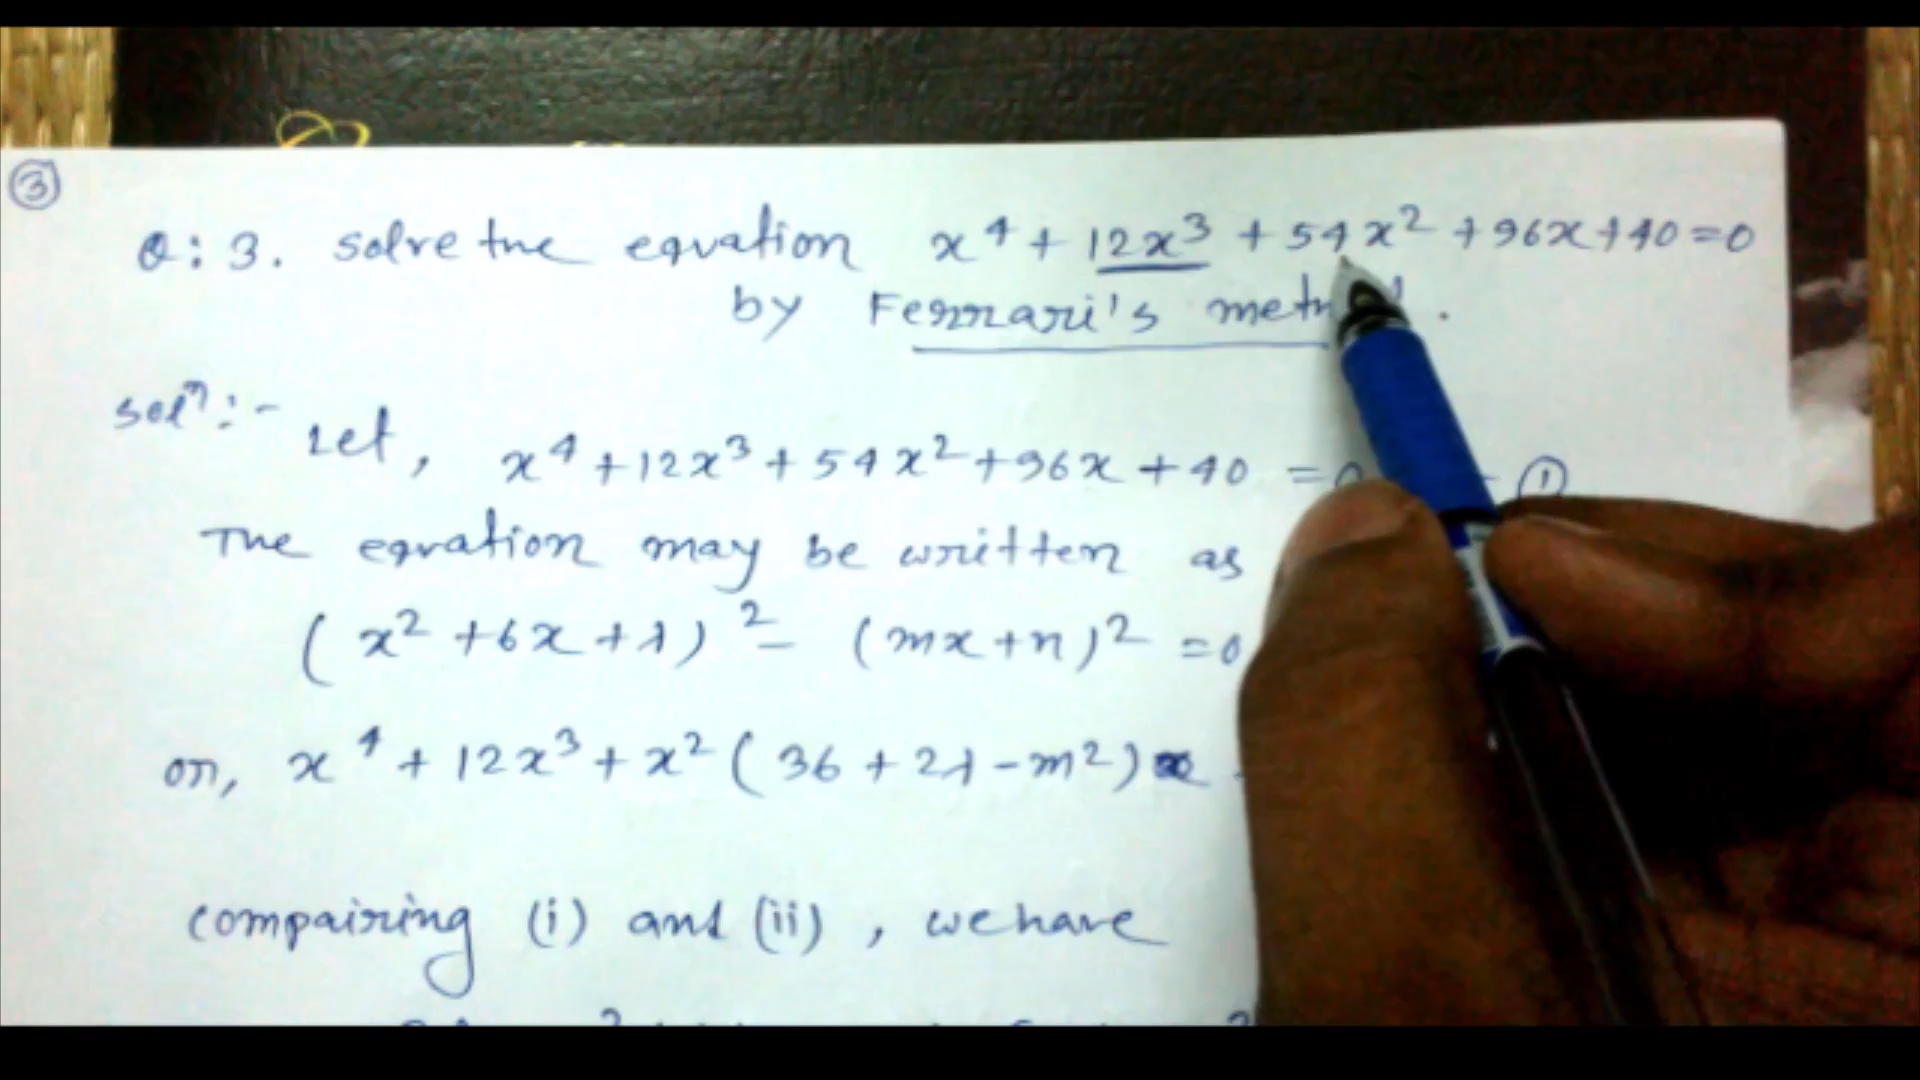 ③
Q: 3. solve the equation x⁴ + 12x³ + 54x² + 96x + 40 = 0
by Ferrari's
solⁿ :- Let, x⁴ + 12x³ + 54x² + 96x + 40 = 0 ①
The equation may be written as
(x² + 6x + λ)² - (mx + n)² = 0
or, x⁴ + 12x³ + x² (36 + 2λ - m²)
compairing (i) and (ii), we have